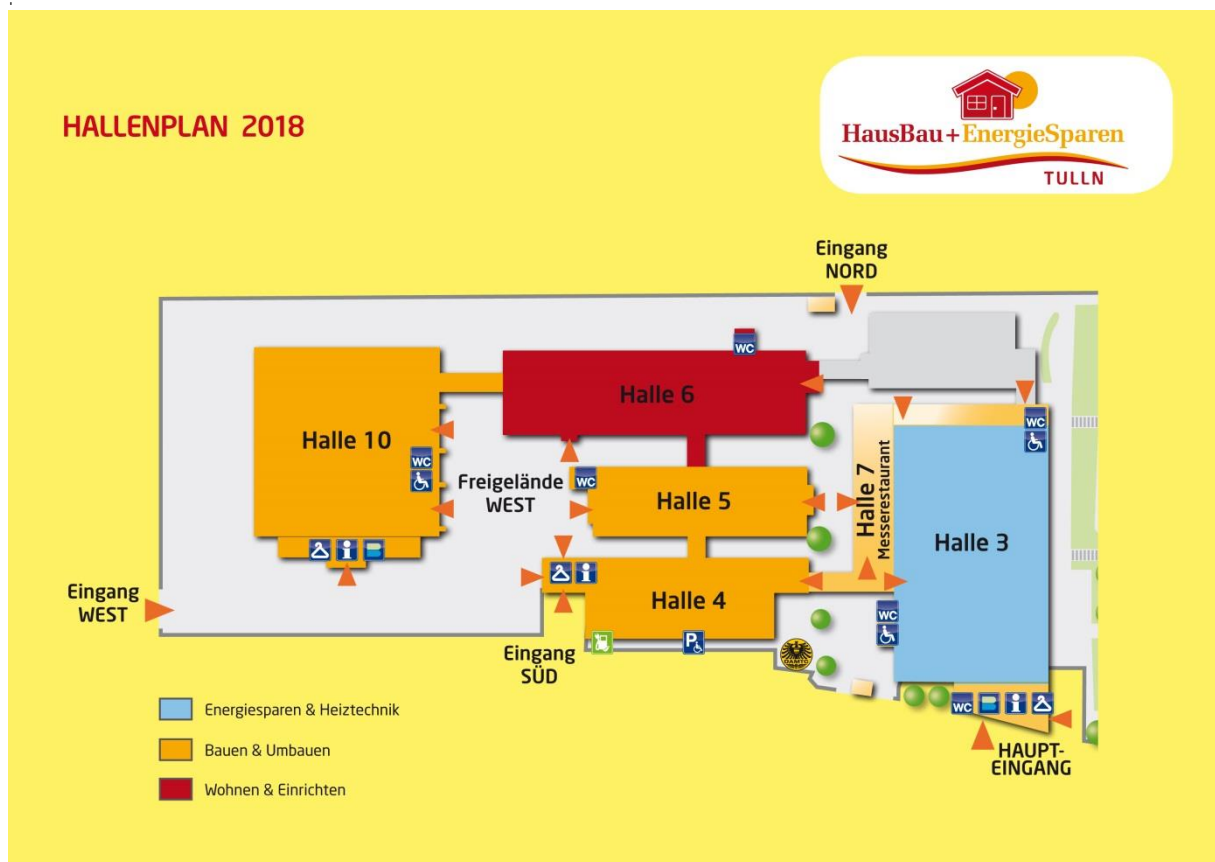 HALLENPLAN 2018
HausBau+EnergieSparen
TULLN
Eingang
NORD
WC
Halle 6
Halle 10
WC
WC
Freigelände
WEST
WC
Halle 5
Halle 7
Messerestaurant
Halle 3
Eingang
WEST
Halle 4
WC
P
Eingang
SÜD
ÖAMTC
WC
HAUPT-
EINGANG
Energiesparen & Heiztechnik
Bauen & Umbauen
Wohnen & Einrichten